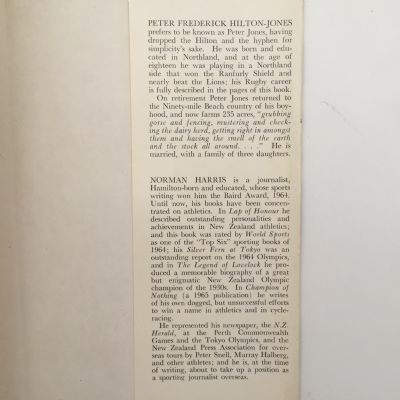 PETER FREDERICK HILTON-JONES
prefers to be known as Peter Jones, having
dropped the Hilton and the hyphen for
simplicity's sake. He was born and edu-
cated in Northland, and at the age of
eighteen he was playing in a Northland
side that won the Ranfurly Shield and
nearly beat the Lions; his Rugby career
is fully described in the pages of this book.
On retirement Peter Jones returned to
the Ninety-mile Beach country of his boy-
hood, and now farms 235 acres, "grubbing
gorse and fencing, mustering and check-
ing the dairy herd, getting right in amongst
them and having the smell of the earth
and the stock all around. . . ." He is
married, with a family of three daughters.
NORMAN HARRIS is a journalist,
Hamilton-born and educated, whose sports
writing won him the Baird Award, 1964.
Until now, his books have been concen-
trated on athletics. In Lap of Honour he
described outstanding personalities and
achievements in New Zealand athletics;
and this book was rated by World Sports
as one of the "Top Six" sporting books of
1964; his Silver Fern at Tokyo was an
outstanding report on the 1964 Olympics,
and in The Legend of Lovelock he pro-
duced a memorable biography of a great
but enigmatic New Zealand Olympic
champion of the 1930s. In Champion of
Nothing (a 1965 publication) he writes
of his own dogged, but unsuccessful efforts
to win a name in athletics and in cycle-
racing.
He represented his newspaper, the N.Z.
Herald, at the Perth Commonwealth
Games and the Tokyo Olympics, and the
New Zealand Press Association for over-
seas tours by Peter Snell, Murray Halberg,
and other athletes; and he is, at the time
of writing, about to take up a position as
a sporting journalist overseas.